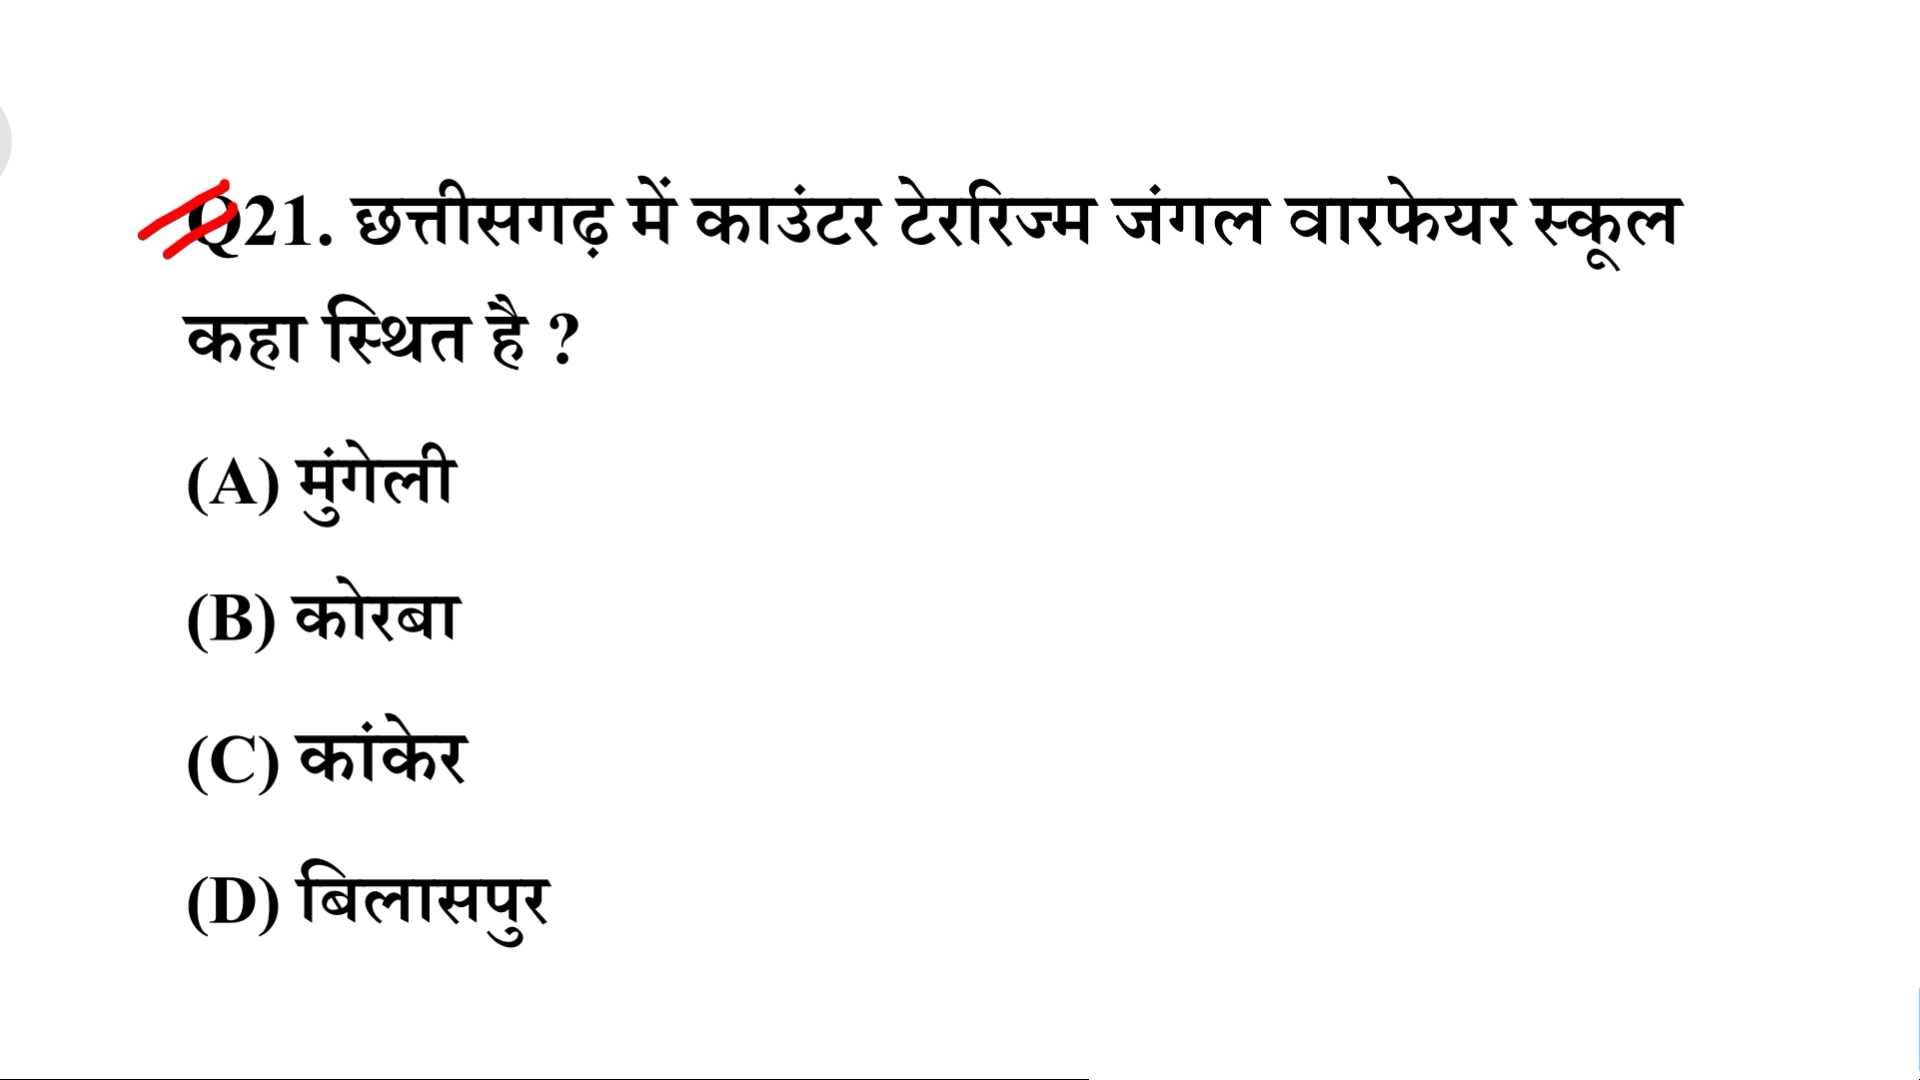 Q21. छत्तीसगढ़ में काउंटर टेररिज्म जंगल वारफेयर स्कूल
कहा स्थित है ?
(A) मुंगेली
(B) कोरबा
(C) कांकेर
(D) बिलासपुर